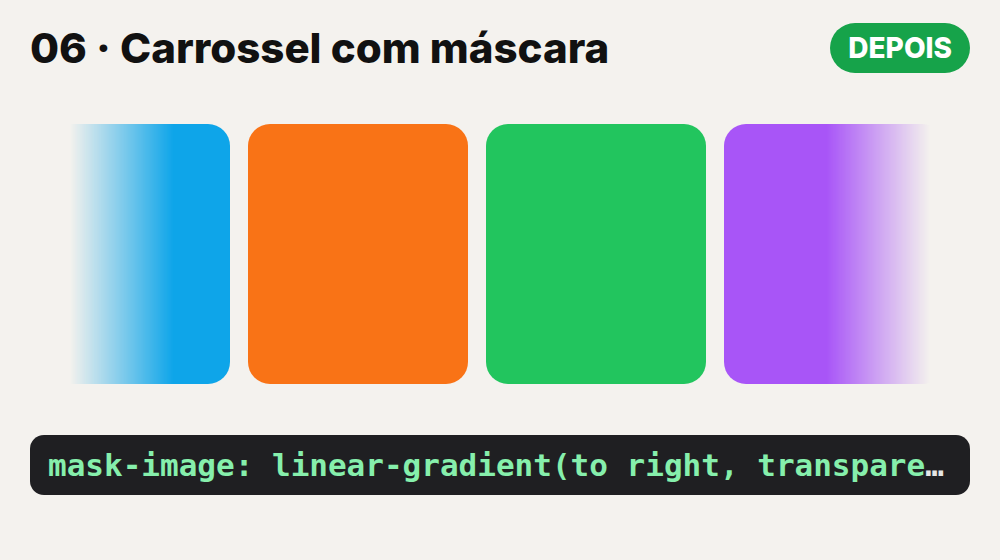 06 · Carrossel com máscara
DEPOIS
mask-image: linear-gradient(to right, transpare…